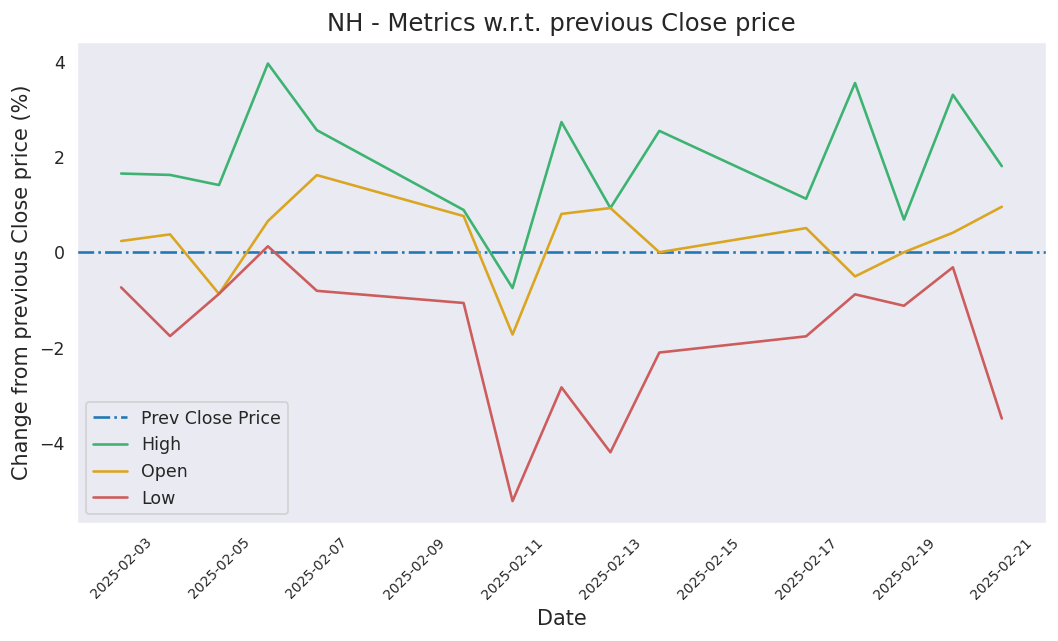 NH - Metrics w.r.t. previous Close price
Change from previous Close price (%)
4
2
0
−2
−4
Prev Close Price
High
Open
Low
2025-02-03
2025-02-05
2025-02-07
2025-02-09
2025-02-11
2025-02-13
2025-02-15
2025-02-17
2025-02-19
2025-02-21
Date